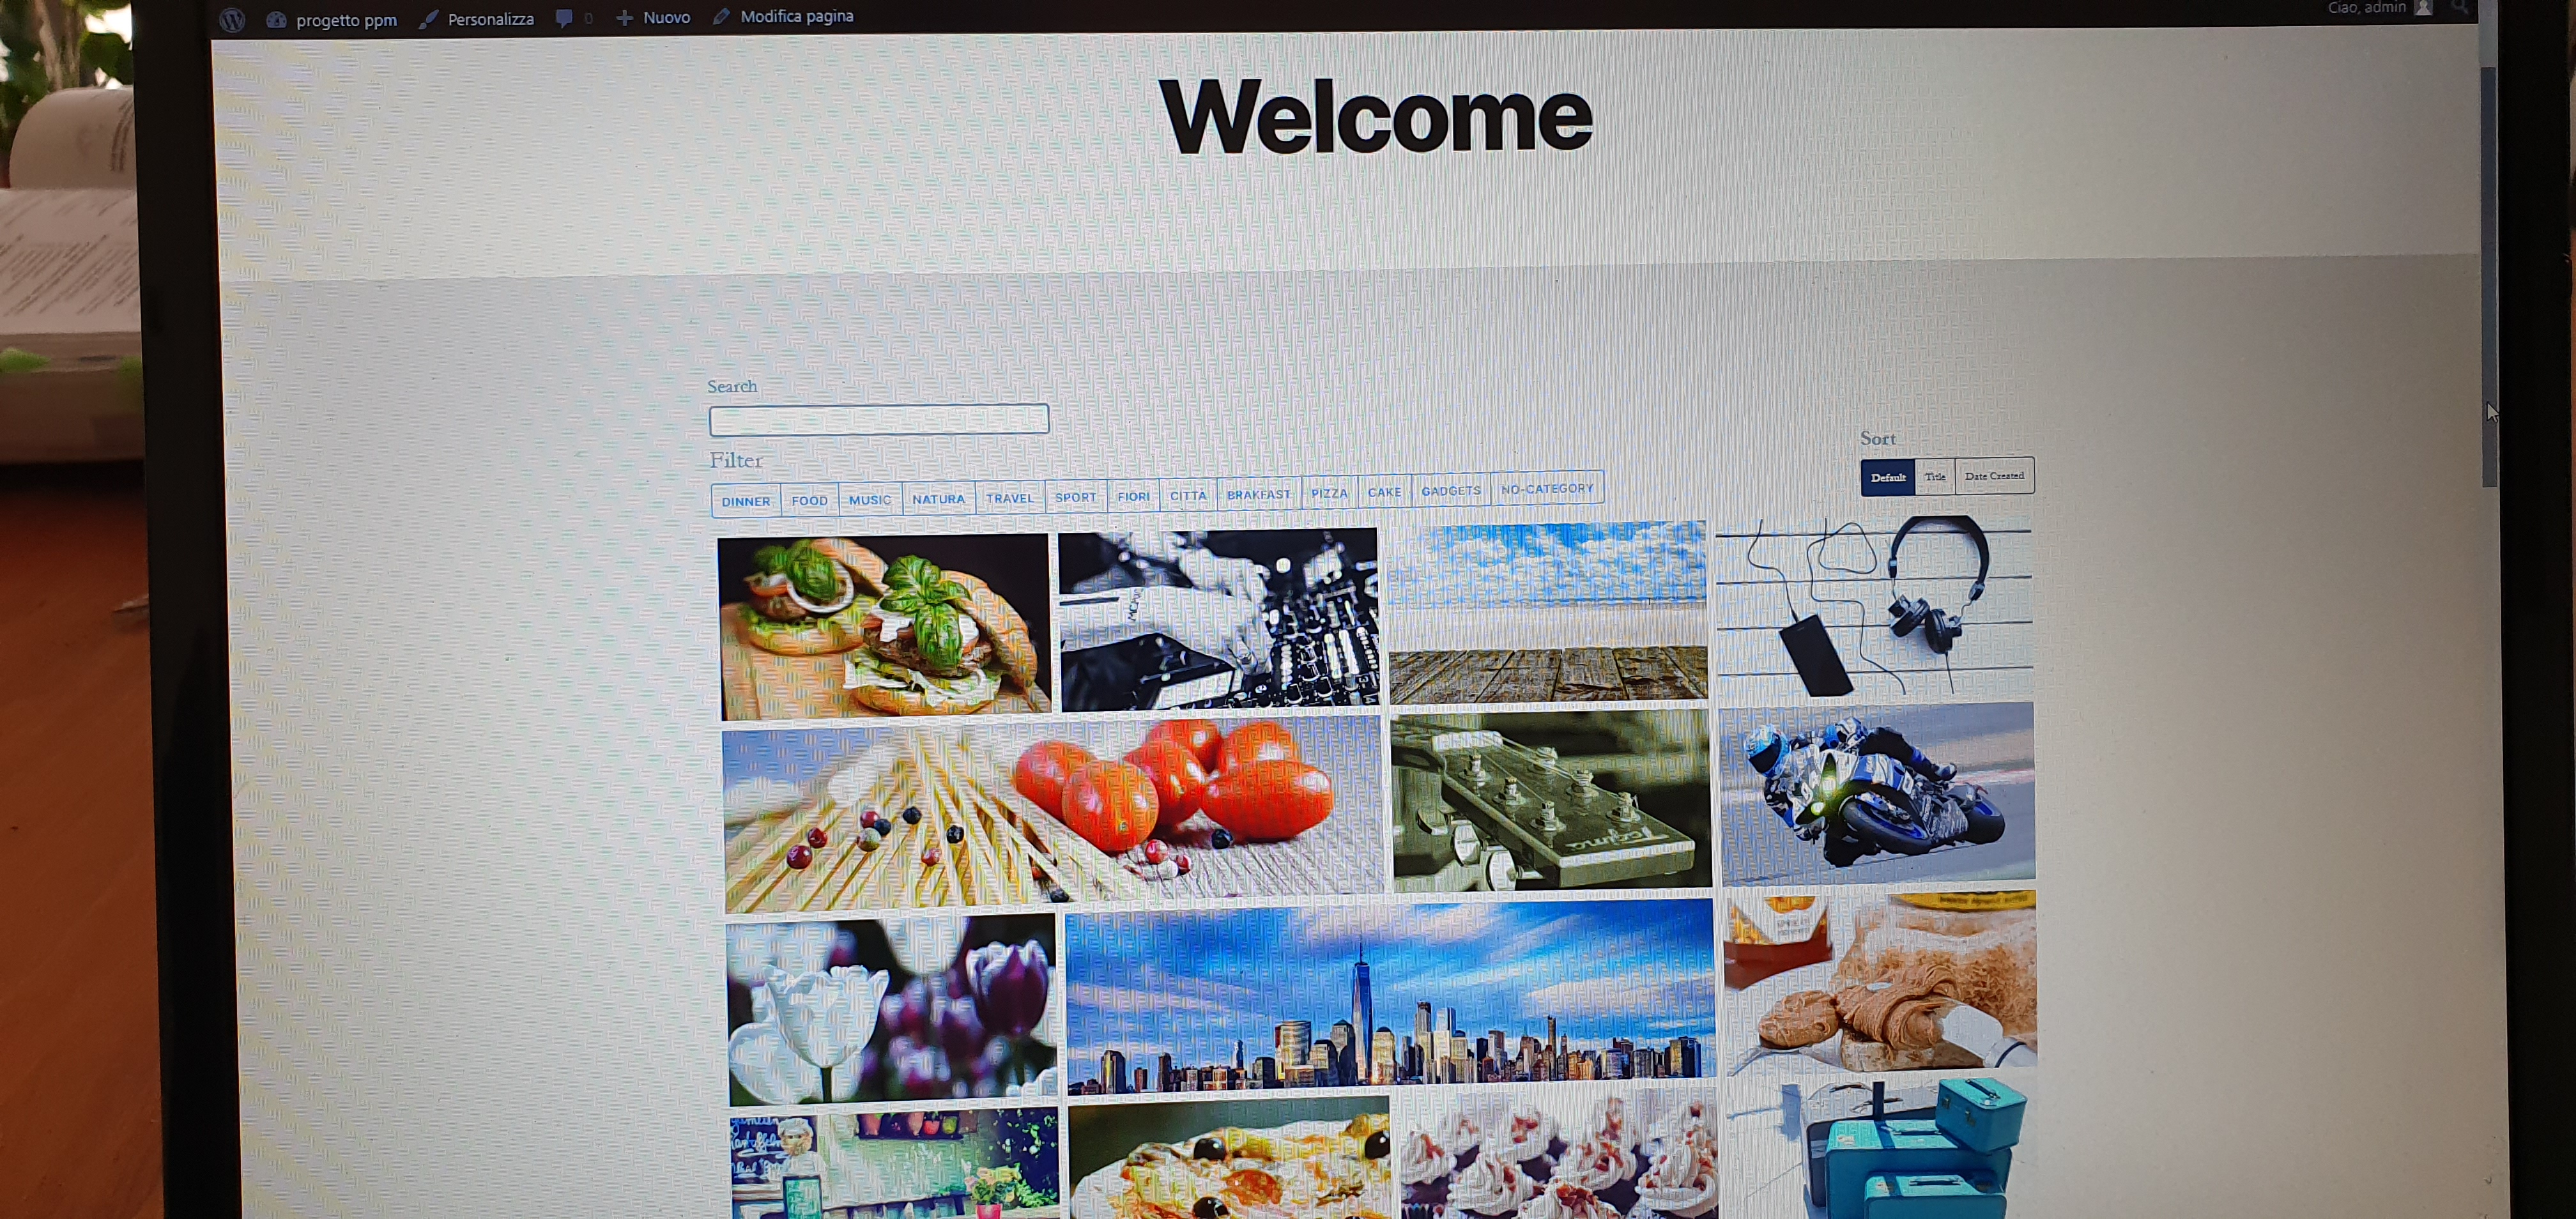 progetto ppm Personalizza 0 Nuovo Modifica pagina Ciao, admin
Welcome
Search
Sort
Filter
Default Title Date Created
DINNER FOOD MUSIC NATURA TRAVEL SPORT FIORI CITTÀ BRAKFAST PIZZA CAKE GADGETS NO-CATEGORY
Tagima